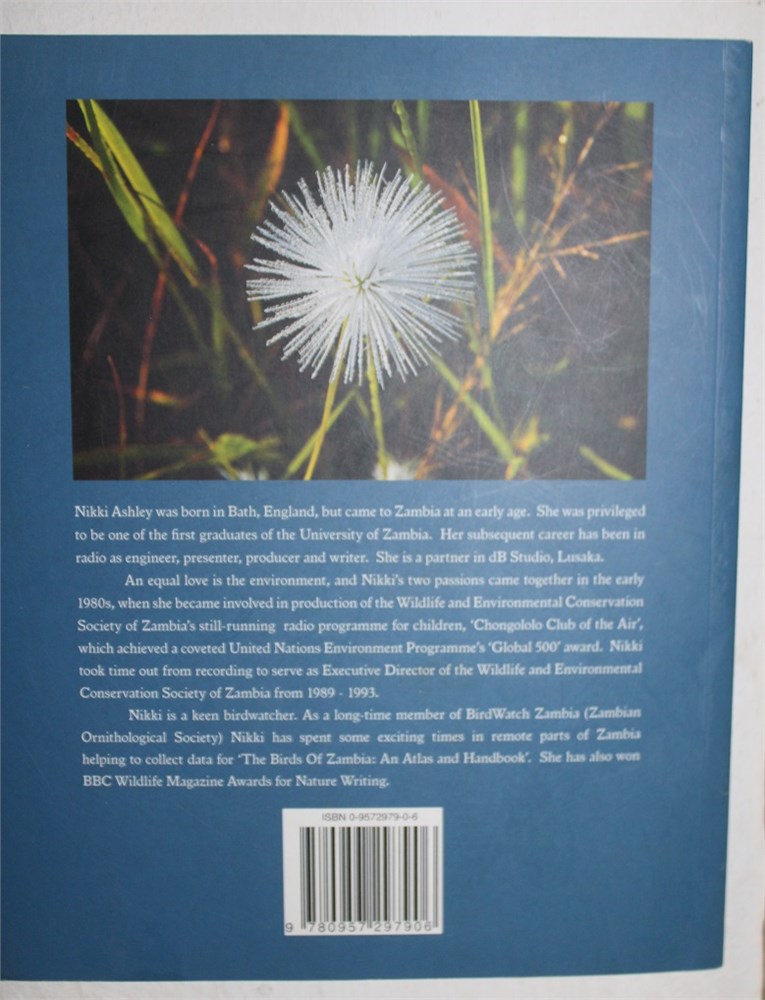 Nikki Ashley was born in Bath, England, but came to Zambia at an early age. She was privileged
to be one of the first graduates of the University of Zambia. Her subsequent career has been in
radio as engineer, presenter, producer and writer. She is a partner in dB Studio, Lusaka.
An equal love is the environment, and Nikki's two passions came together in the early
1980s, when she became involved in production of the Wildlife and Environmental Conservation
Society of Zambia's still-running radio programme for children, 'Chongololo Club of the Air',
which achieved a coveted United Nations Environment Programme's 'Global 500' award. Nikki
took time out from recording to serve as Executive Director of the Wildlife and Environmental
Conservation Society of Zambia from 1989 - 1993.
Nikki is a keen birdwatcher. As a long-time member of BirdWatch Zambia (Zambian
Ornithological Society) Nikki has spent some exciting times in remote parts of Zambia
helping to collect data for 'The Birds Of Zambia: An Atlas and Handbook'. She has also won
BBC Wildlife Magazine Awards for Nature Writing.
ISBN 0-9572979-0-6
9 780957 297906